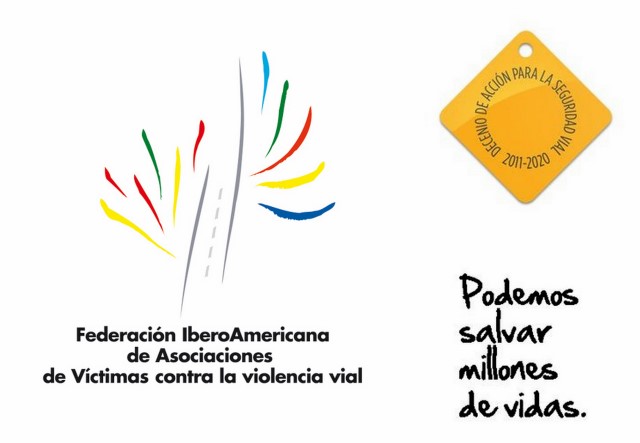 DECENIO DE ACCIÓN PARA LA SEGURIDAD VIAL
2011-2020
Federación IberoAmericana
de Asociaciones
de Víctimas contra la violencia vial
Podemos
salvar
millones
de vidas.